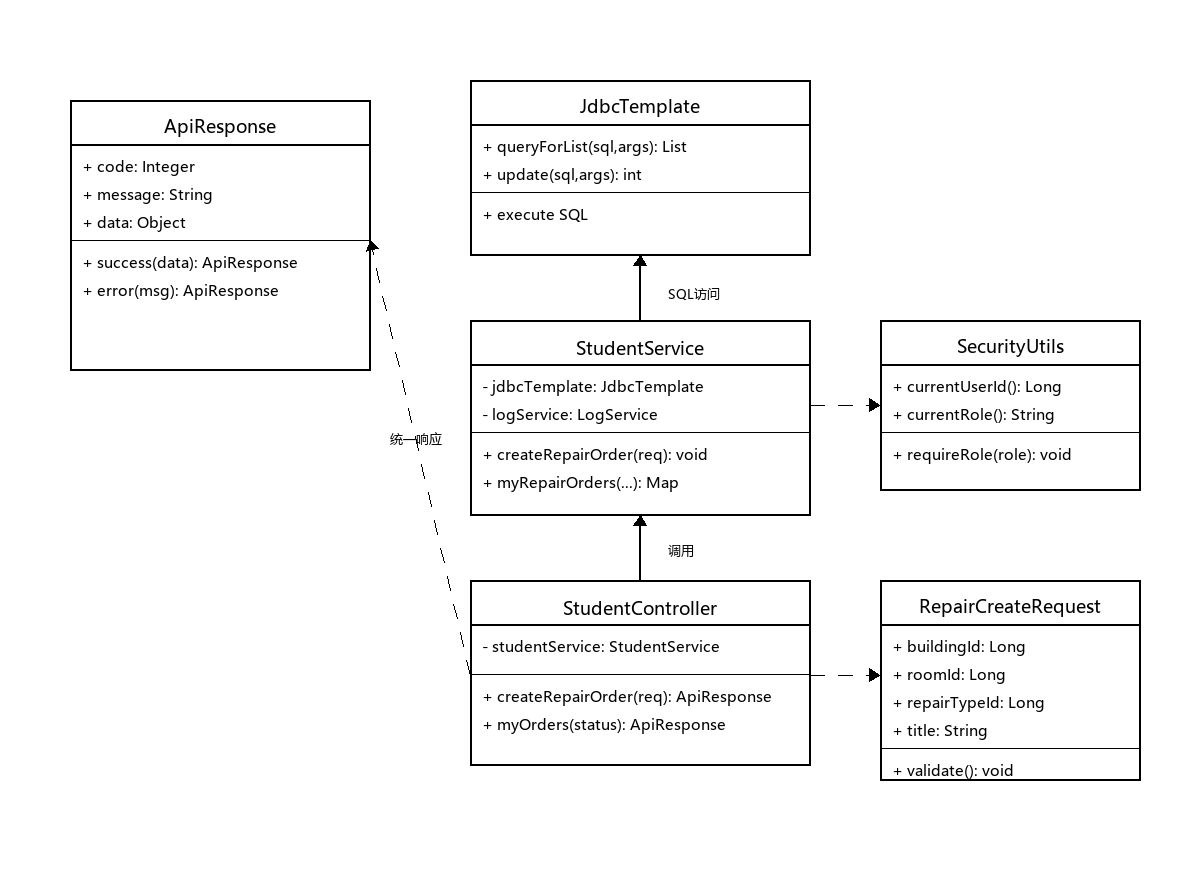 ApiResponse
+ code: Integer
+ message: String
+ data: Object
+ success(data): ApiResponse
+ error(msg): ApiResponse
JdbcTemplate
+ queryForList(sql,args): List
+ update(sql,args): int
+ execute SQL
SQL访问
StudentService
- jdbcTemplate: JdbcTemplate
- logService: LogService
+ createRepairOrder(req): void
+ myRepairOrders(...): Map
SecurityUtils
+ currentUserId(): Long
+ currentRole(): String
+ requireRole(role): void
统一响应
调用
StudentController
- studentService: StudentService
+ createRepairOrder(req): ApiResponse
+ myOrders(status): ApiResponse
RepairCreateRequest
+ buildingId: Long
+ roomId: Long
+ repairTypeId: Long
+ title: String
+ validate(): void